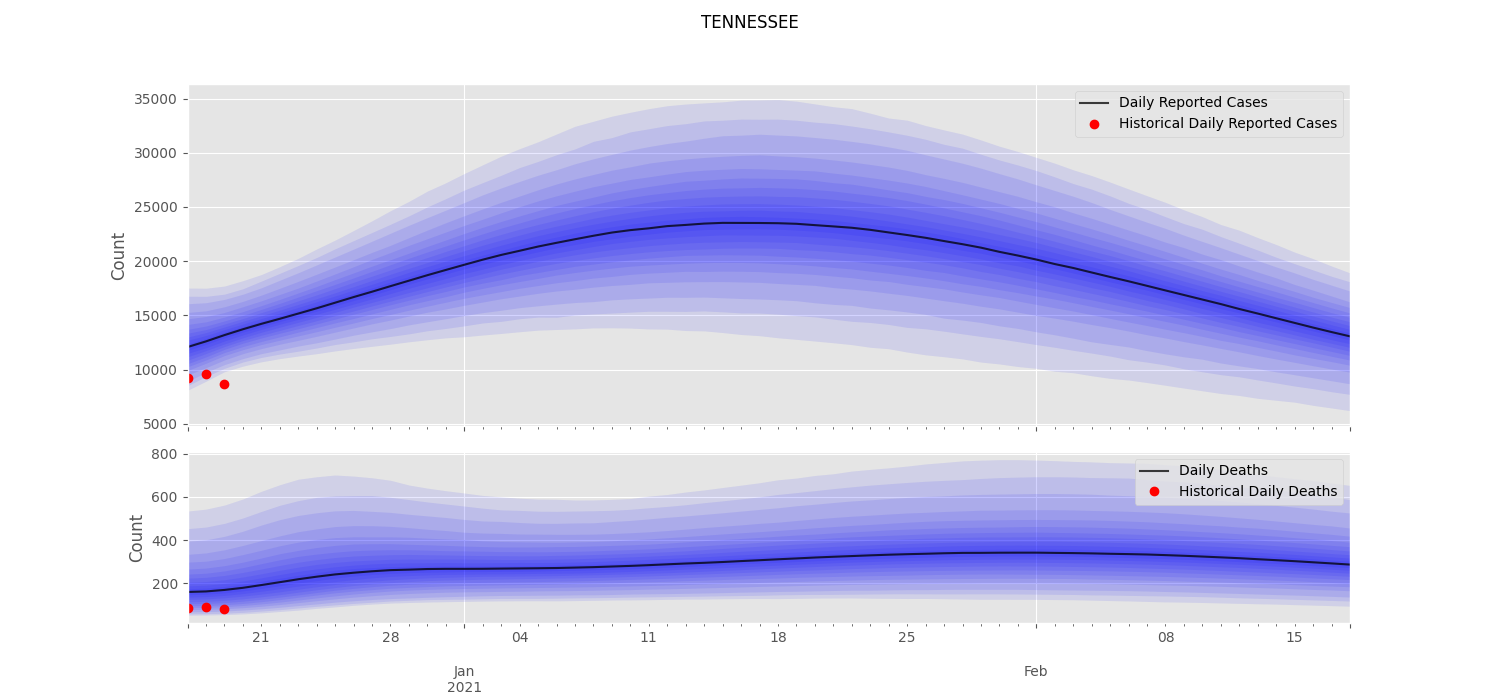 TENNESSEE
35000
30000
25000
20000
15000
10000
5000
Count
Daily Reported Cases
Historical Daily Reported Cases
800
600
400
200
Count
Daily Deaths
Historical Daily Deaths
21 28 04 11 18 25 08 15
Jan Feb
2021